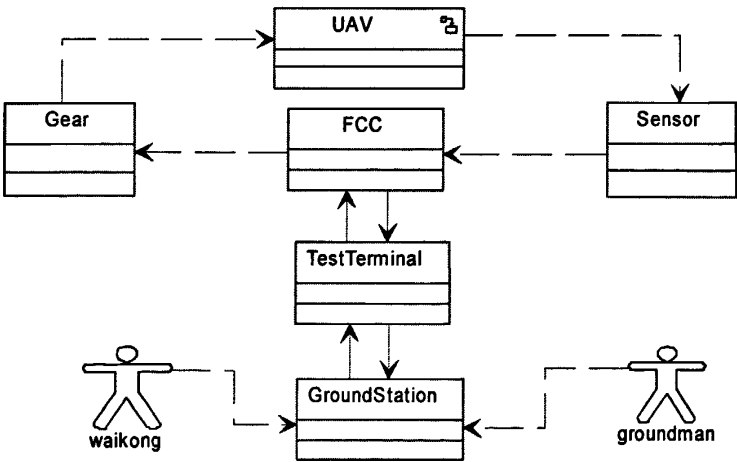 UAV
Gear
FCC
Sensor
TestTerminal
GroundStation
waikong
groundman